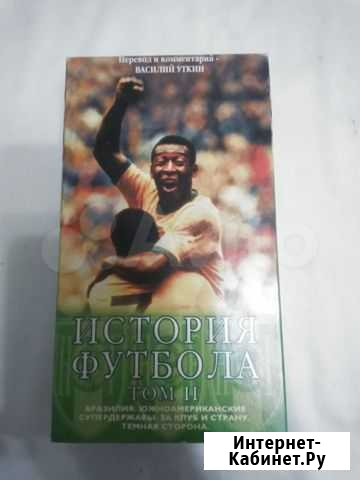 Перевод и комментарии -
ВАСИЛИЙ УТКИН
ИСТОРИЯ
ФУТБОЛА
ТОМ II
БРАЗИЛИЯ. ЮЖНОАМЕРИКАНСКИЕ
СУПЕРДЕРЖАВЫ. ЗА КЛУБ И СТРАНУ.
ТЕМНАЯ СТОРОНА.
Avito
Интернет-
Кабинет.Ру